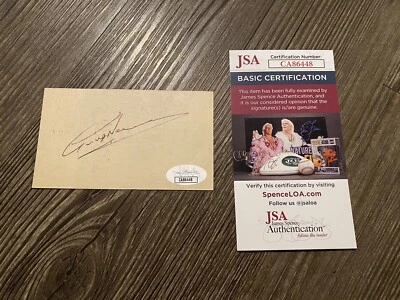 CA86448
JSA
Certification Number:
CA86448
BASIC CERTIFICATION
This item has been fully examined by
James Spence Authentication, and
it is our considered opinion that the
signature(s) is/are genuine.
Verify this certification by visiting
SpenceLOA.com
Follow us @jsaloa
JSA
James Spence
Authentication